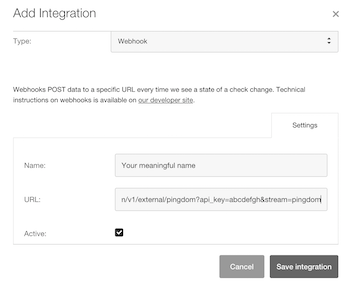 Add Integration
×
Type:
Webhook
Webhooks POST data to a specific URL every time we see a state of a check change. Technical
instructions on webhooks is available on our developer site.
Settings
Name:
Your meaningful name
URL:
n/v1/external/pingdom?api_key=abcdefgh&stream=pingdom
Active:
Cancel
Save integration